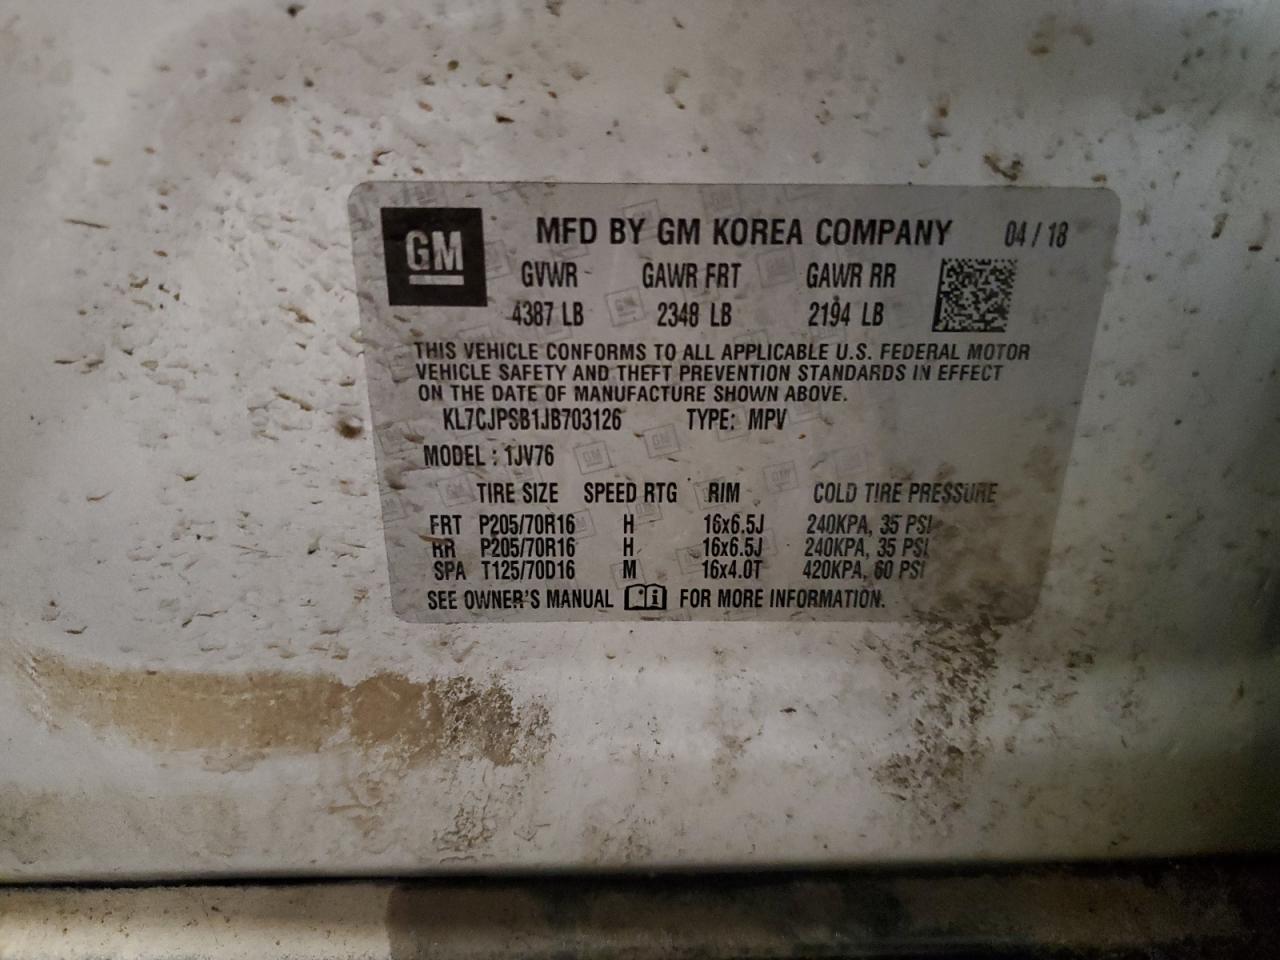 GM
MFD BY GM KOREA COMPANY 04 / 18
GVWR GAWR FRT GAWR RR
4387 LB 2348 LB 2194 LB
THIS VEHICLE CONFORMS TO ALL APPLICABLE U.S. FEDERAL MOTOR
VEHICLE SAFETY AND THEFT PREVENTION STANDARDS IN EFFECT
ON THE DATE OF MANUFACTURE SHOWN ABOVE.
KL7CJPSB1JB703126 TYPE: MPV
MODEL : 1JV76
TIRE SIZE SPEED RTG RIM COLD TIRE PRESSURE
FRT P205/70R16 H 16x6.5J 240KPA, 35 PSI
RR P205/70R16 H 16x6.5J 240KPA, 35 PSI
SPA T125/70D16 M 16x4.0T 420KPA, 60 PSI
SEE OWNER'S MANUAL FOR MORE INFORMATION.